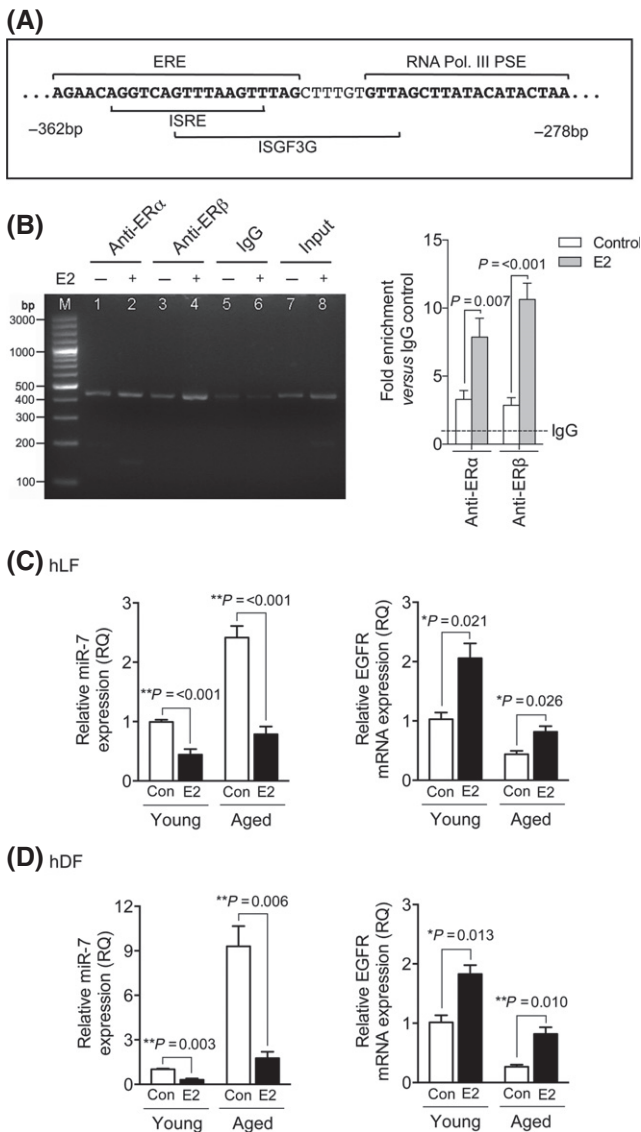 (A)
ERE
RNA Pol. III PSE
...AGAACAGGTCAGTTTAAGTTTAGCTTTGTGTTAGCTTATACATACTAA...
ISRE
−362bp
−278bp
ISGF3G
(B)
Anti-ERα
Anti-ERβ
IgG
Input
E2 − + − + − + − +
bp M 1 2 3 4 5 6 7 8
3000
1000
500
400
300
200
100
Control
E2
Fold enrichment
versus IgG control
15
10
5
0
P = 0.007
P = <0.001
IgG
Anti-ERα
Anti-ERβ
(C) hLF
Relative miR-7
expression (RQ)
3
2
1
0
**P = <0.001
**P = <0.001
Con E2 Con E2
Young Aged
Relative EGFR
mRNA expression (RQ)
3
2
1
0
*P = 0.021
*P = 0.026
Con E2 Con E2
Young Aged
(D) hDF
Relative miR-7
expression (RQ)
12
9
6
3
0
**P = 0.003
**P = 0.006
Con E2 Con E2
Young Aged
Relative EGFR
mRNA expression (RQ)
3
2
1
0
*P = 0.013
**P = 0.010
Con E2 Con E2
Young Aged